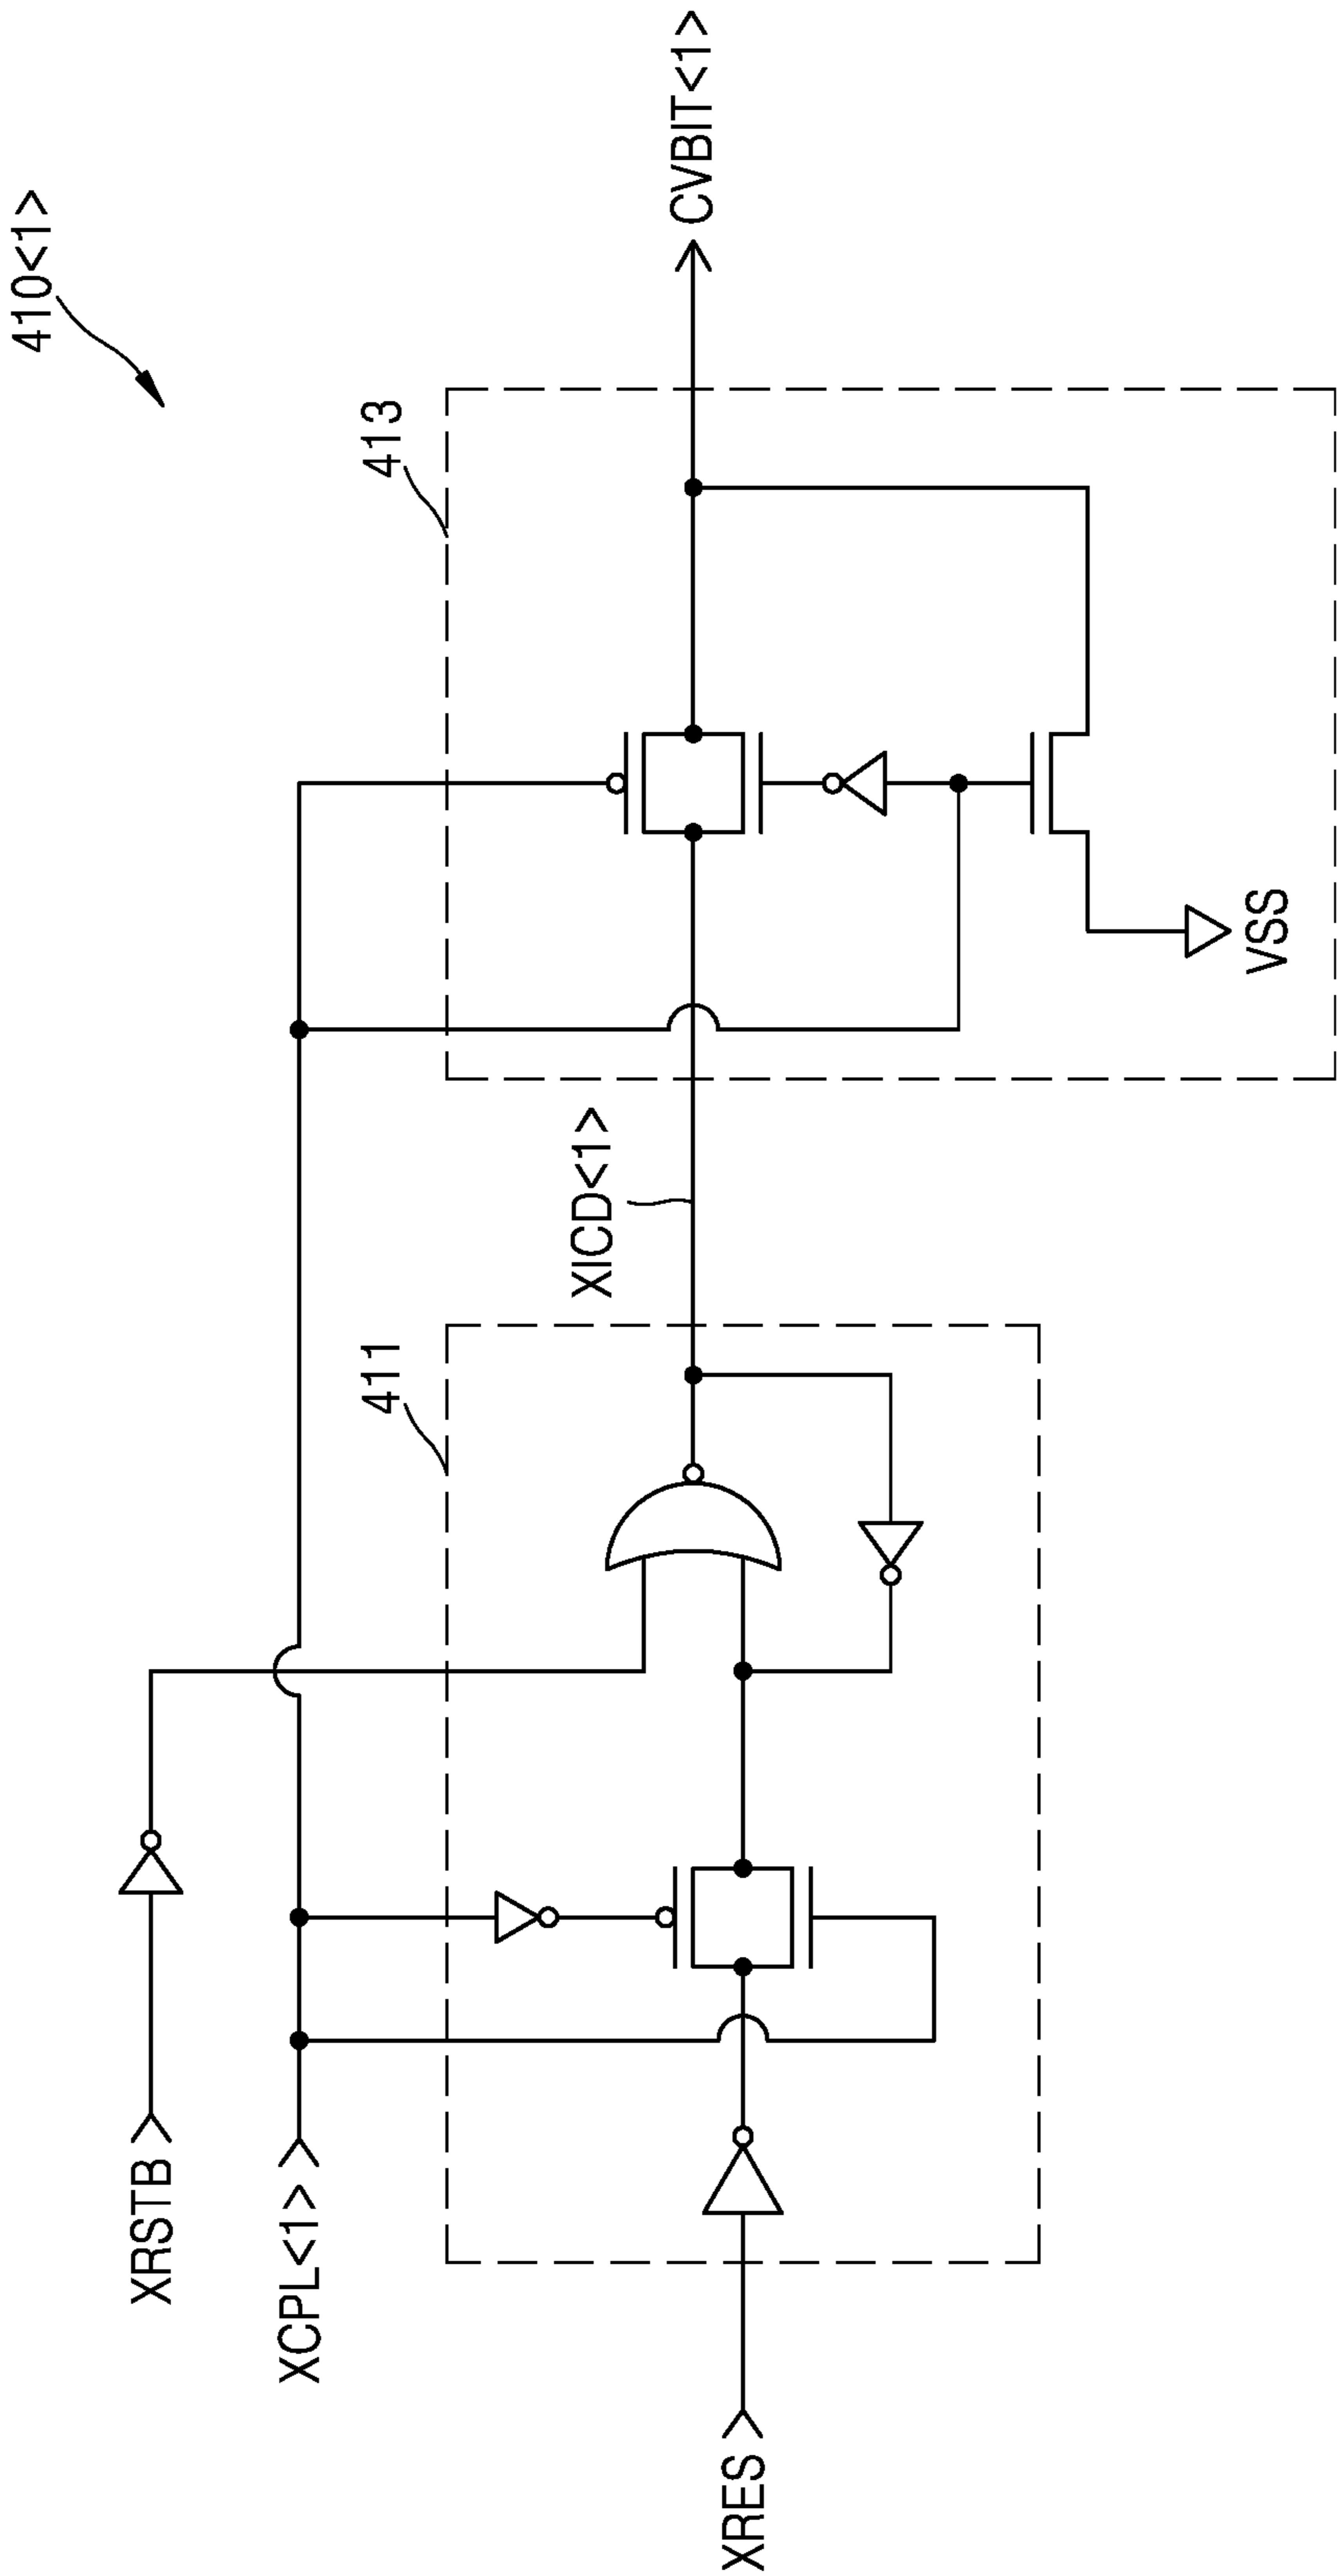 410<1>
XRSTB
XCPL<1>
XRES
411
XICD<1>
413
VSS
CVBIT<1>